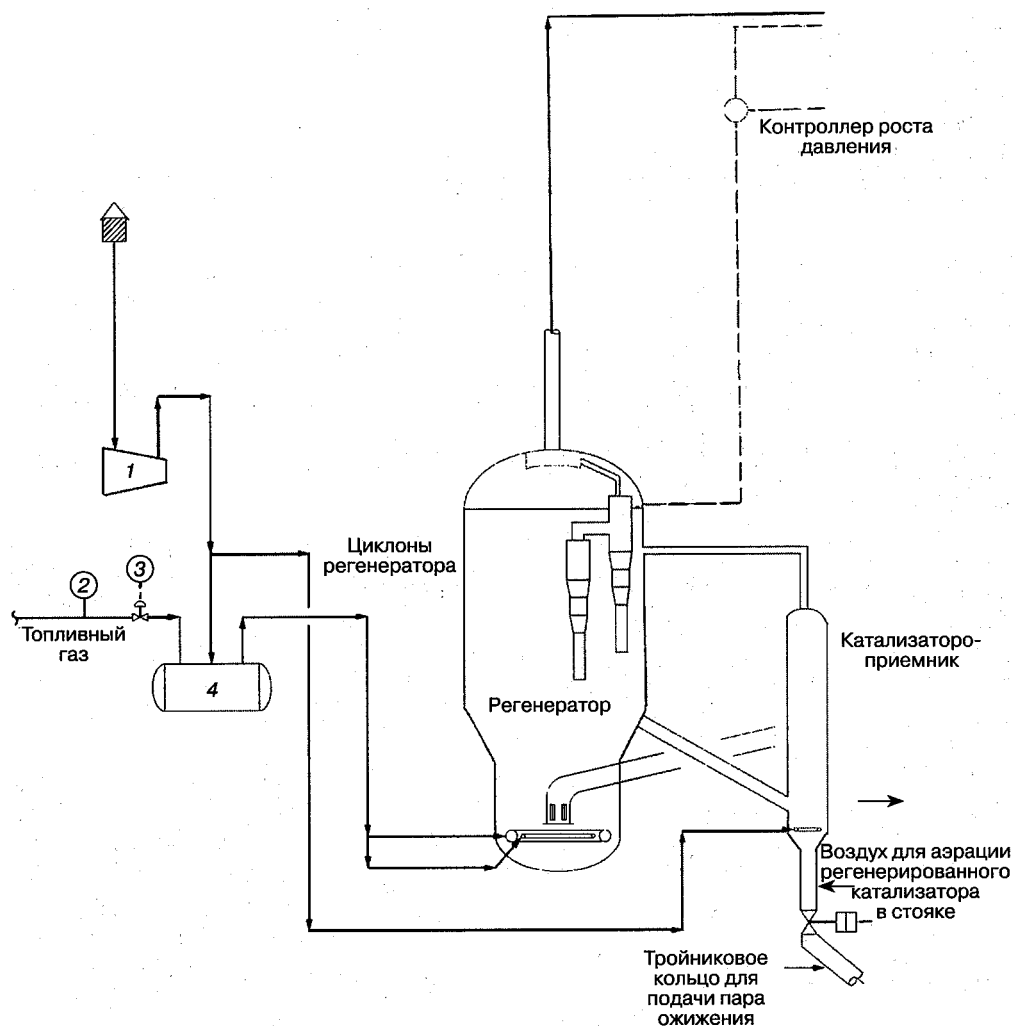 Контроллер роста
давления
1
Циклоны
регенератора
2
3
Топливный
газ
4
Катализаторо-
приемник
Регенератор
Воздух для аэрации
регенерированного
катализатора
в стояке
Тройниковое
кольцо для
подачи пара
ожижения